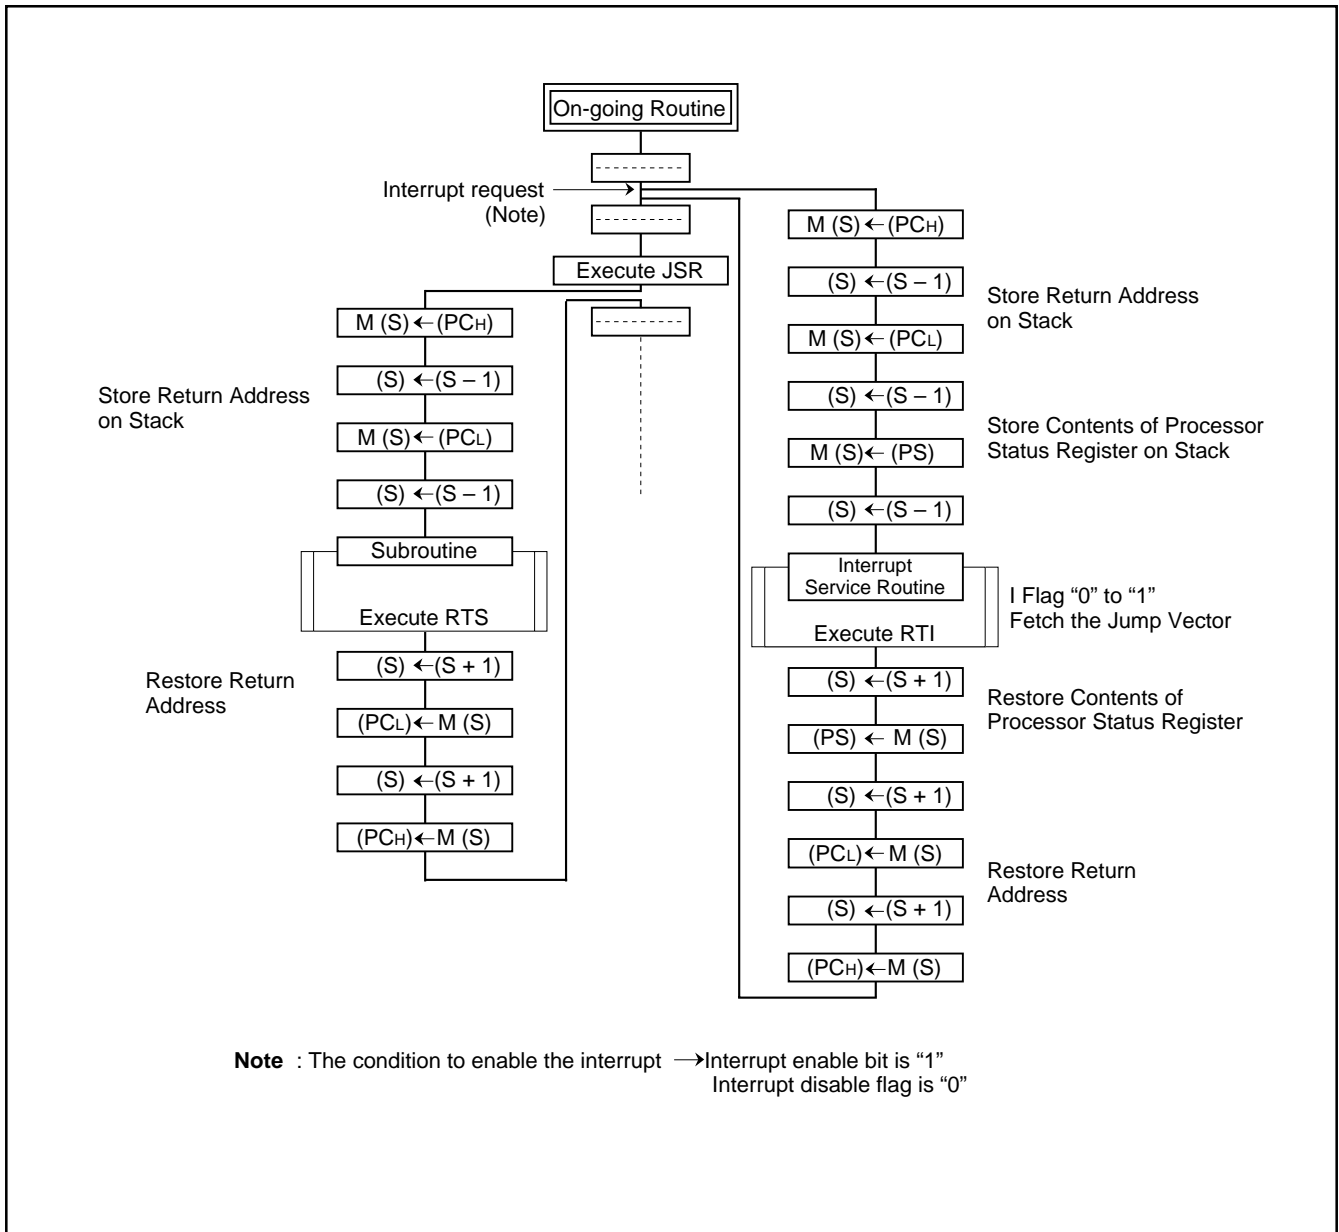 On-going Routine
Interrupt request
(Note)
Execute JSR
M (S) ← (PCH)
(S) ← (S – 1)
M (S) ← (PCL)
(S) ← (S – 1)
Store Return Address
on Stack
Subroutine
Execute RTS
(S) ← (S + 1)
(PCL) ← M (S)
(S) ← (S + 1)
(PCH) ← M (S)
Restore Return
Address
M (S) ← (PCH)
(S) ← (S – 1)
M (S) ← (PCL)
(S) ← (S – 1)
M (S) ← (PS)
(S) ← (S – 1)
Store Return Address
on Stack
Store Contents of Processor
Status Register on Stack
Interrupt
Service Routine
Execute RTI
I Flag “0” to “1”
Fetch the Jump Vector
(S) ← (S + 1)
(PS) ← M (S)
(S) ← (S + 1)
(PCL) ← M (S)
(S) ← (S + 1)
(PCH) ← M (S)
Restore Contents of
Processor Status Register
Restore Return
Address
Note : The condition to enable the interrupt → Interrupt enable bit is “1”
Interrupt disable flag is “0”